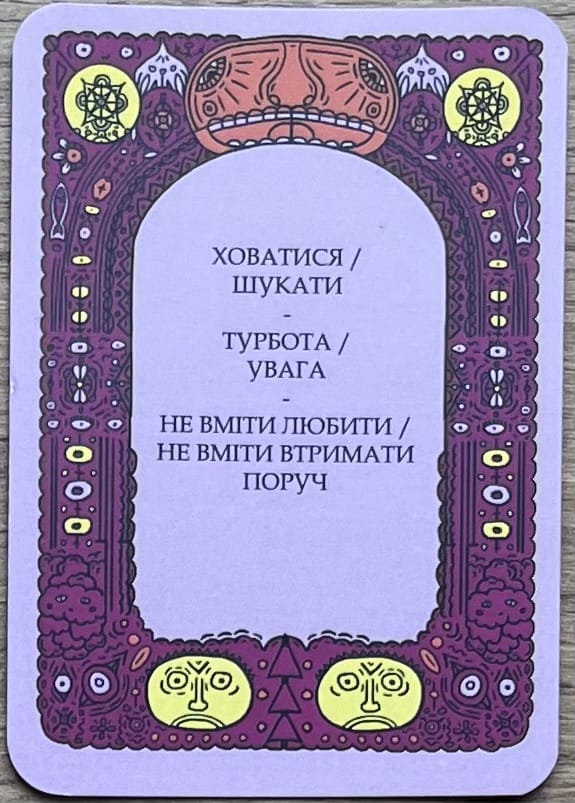 ХОВАТИСЯ /
ШУКАТИ
-
ТУРБОТА /
УВАГА
-
НЕ ВМІТИ ЛЮБИТИ /
НЕ ВМІТИ ВТРИМАТИ
ПОРУЧ